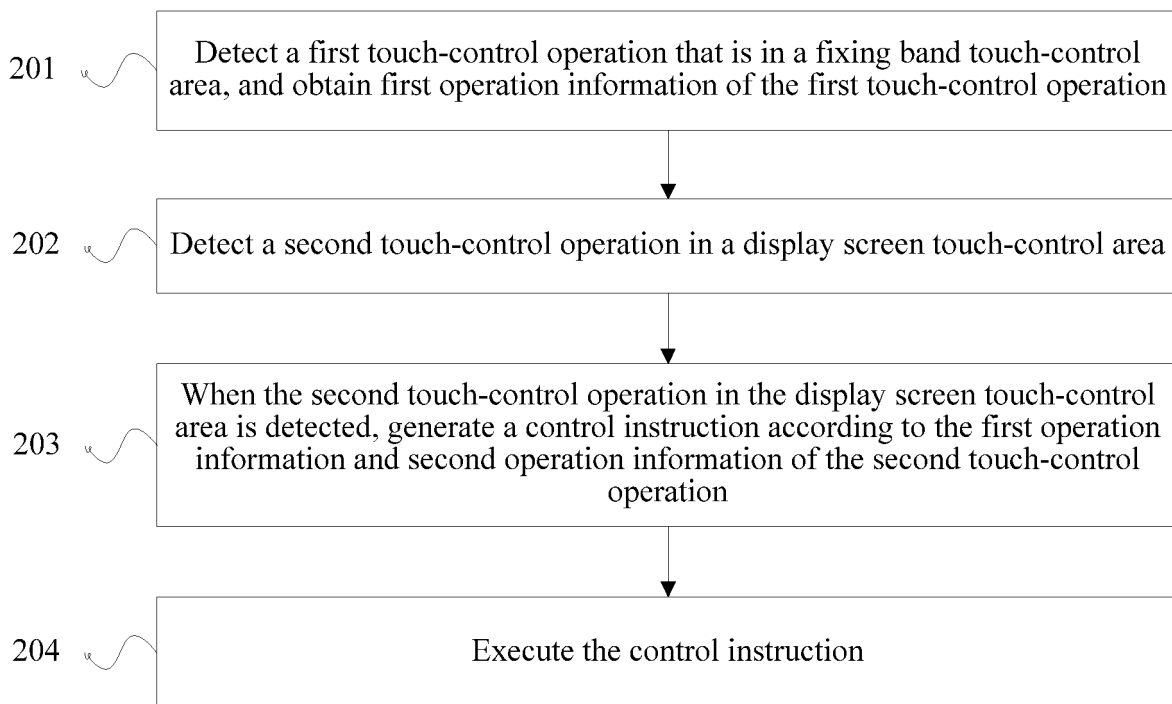 201
Detect a first touch-control operation that is in a fixing band touch-control
area, and obtain first operation information of the first touch-control operation
202
Detect a second touch-control operation in a display screen touch-control area
203
When the second touch-control operation in the display screen touch-control
area is detected, generate a control instruction according to the first operation
information and second operation information of the second touch-control
operation
204
Execute the control instruction